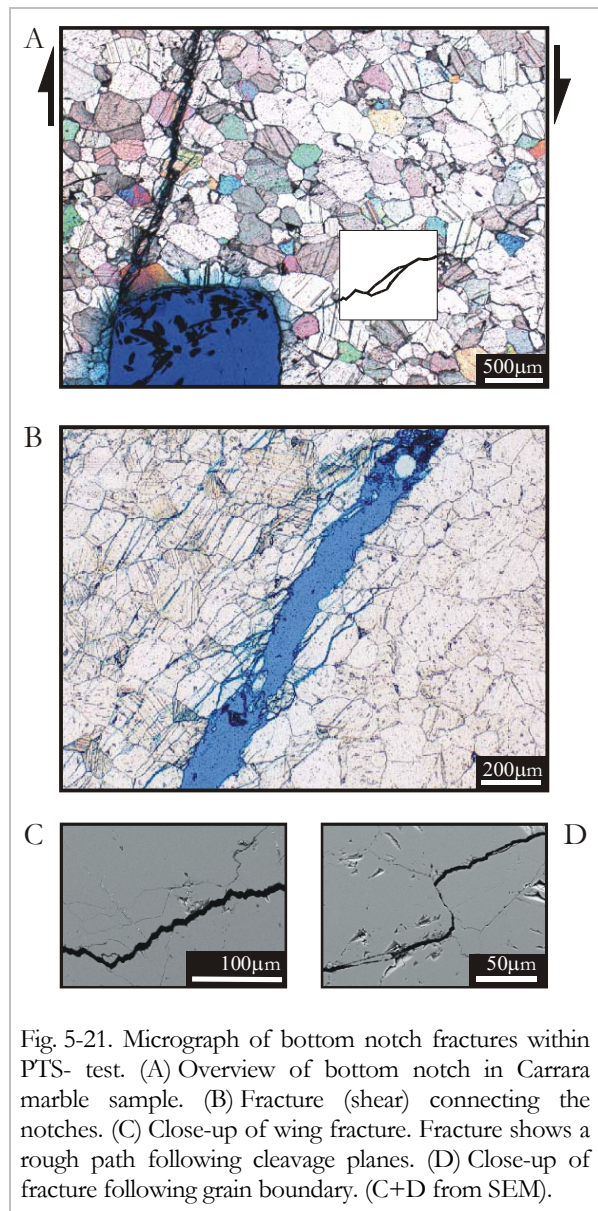 A
500µm
B
200µm
C
D
100µm
50µm
Fig. 5-21. Micrograph of bottom notch fractures within
PTS- test. (A) Overview of bottom notch in Carrara
marble sample. (B) Fracture (shear) connecting the
notches. (C) Close-up of wing fracture. Fracture shows a
rough path following cleavage planes. (D) Close-up of
fracture following grain boundary. (C+D from SEM).